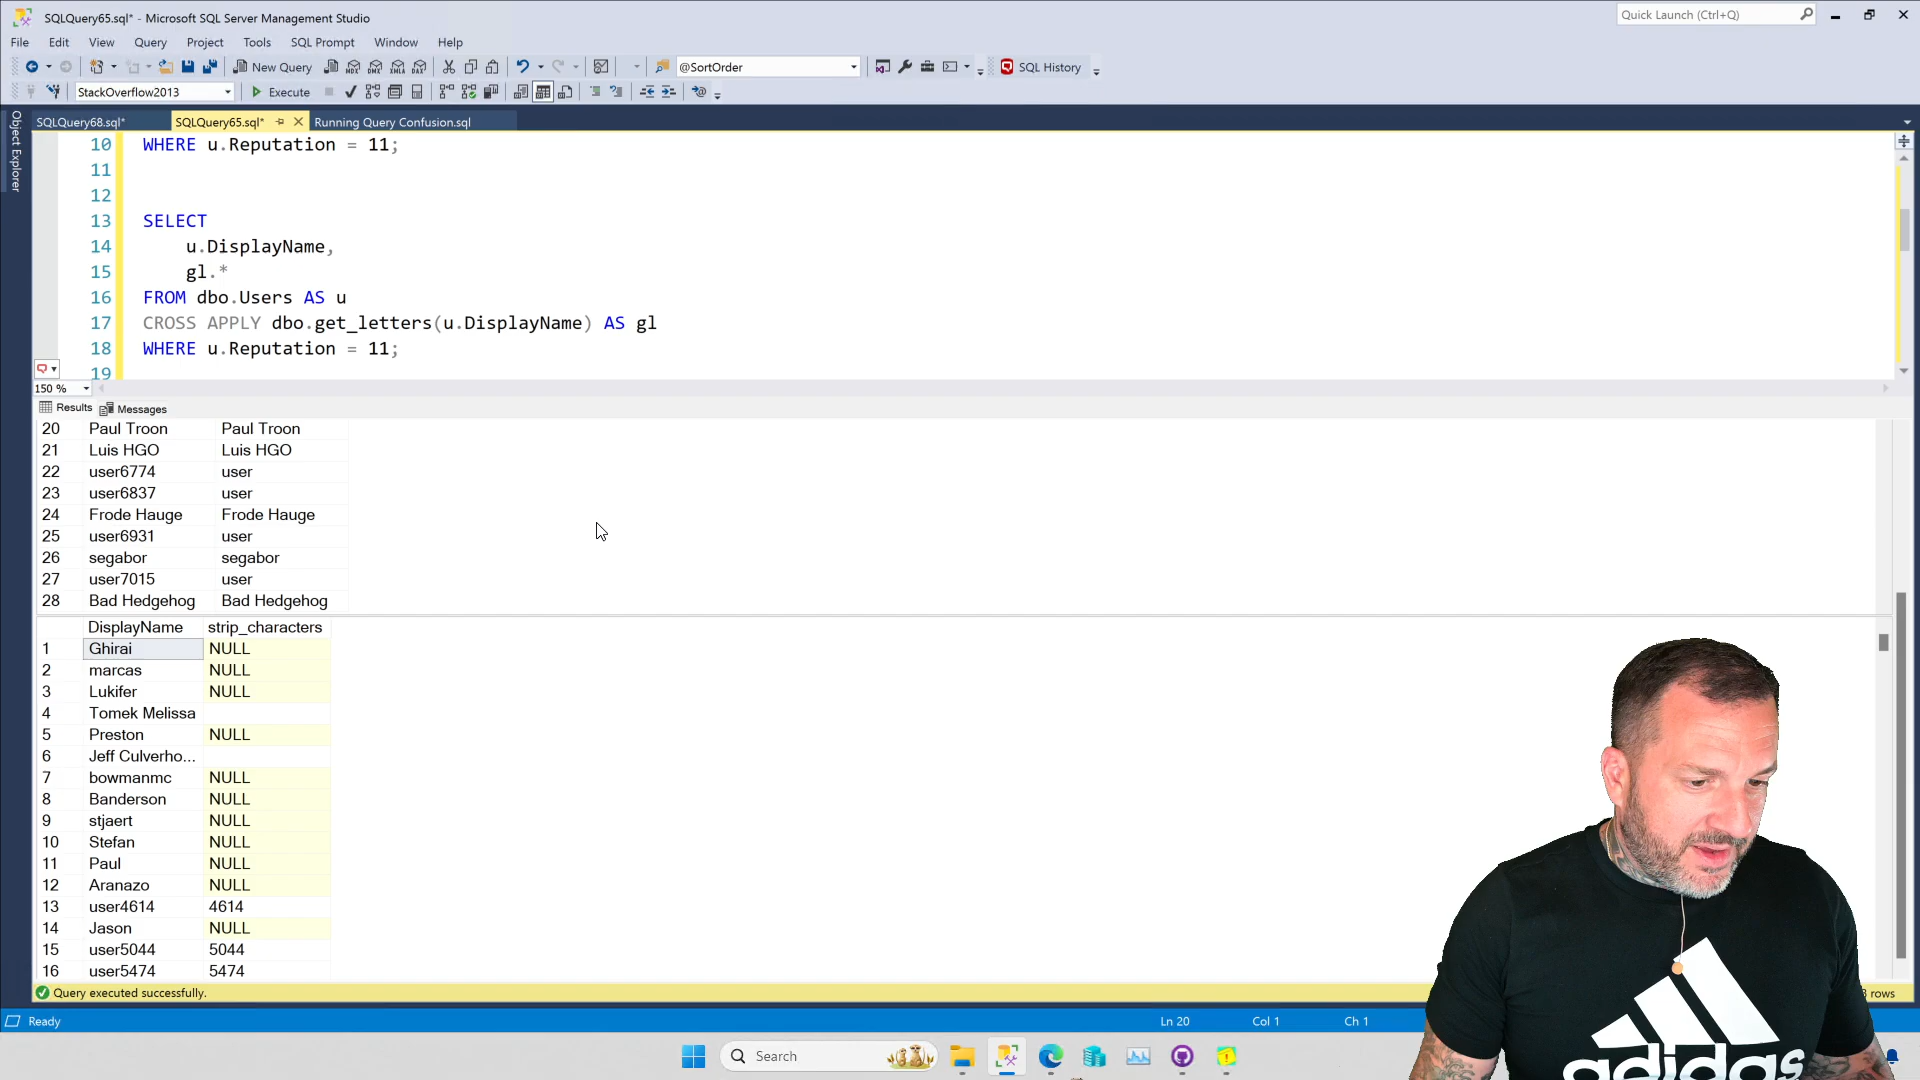 SQLQuery65.sql* - Microsoft SQL Server Management Studio
Quick Launch (Ctrl+Q)
File Edit View Query Project Tools SQL Prompt Window Help
New Query
MDX DMX XMLA DAX
@SortOrder
SQL History
StackOverflow2013
Execute
SQLQuery68.sql*
SQLQuery65.sql*
Running Query Confusion.sql
Object Explorer
10 WHERE u.Reputation = 11;
11
12
13 SELECT
14 u.DisplayName,
15 gl.*
16 FROM dbo.Users AS u
17 CROSS APPLY dbo.get_letters(u.DisplayName) AS gl
18 WHERE u.Reputation = 11;
19
150 %
Results Messages
20 Paul Troon Paul Troon
21 Luis HGO Luis HGO
22 user6774 user
23 user6837 user
24 Frode Hauge Frode Hauge
25 user6931 user
26 segabor segabor
27 user7015 user
28 Bad Hedgehog Bad Hedgehog
DisplayName strip_characters
1 Ghirai NULL
2 marcas NULL
3 Lukifer NULL
4 Tomek Melissa
5 Preston NULL
6 Jeff Culverho...
7 bowmanmc NULL
8 Banderson NULL
9 stjaert NULL
10 Stefan NULL
11 Paul NULL
12 Aranazo NULL
13 user4614 4614
14 Jason NULL
15 user5044 5044
16 user5474 5474
Query executed successfully.
rows
Ready
Ln 20 Col 1 Ch 1
Search
adidas